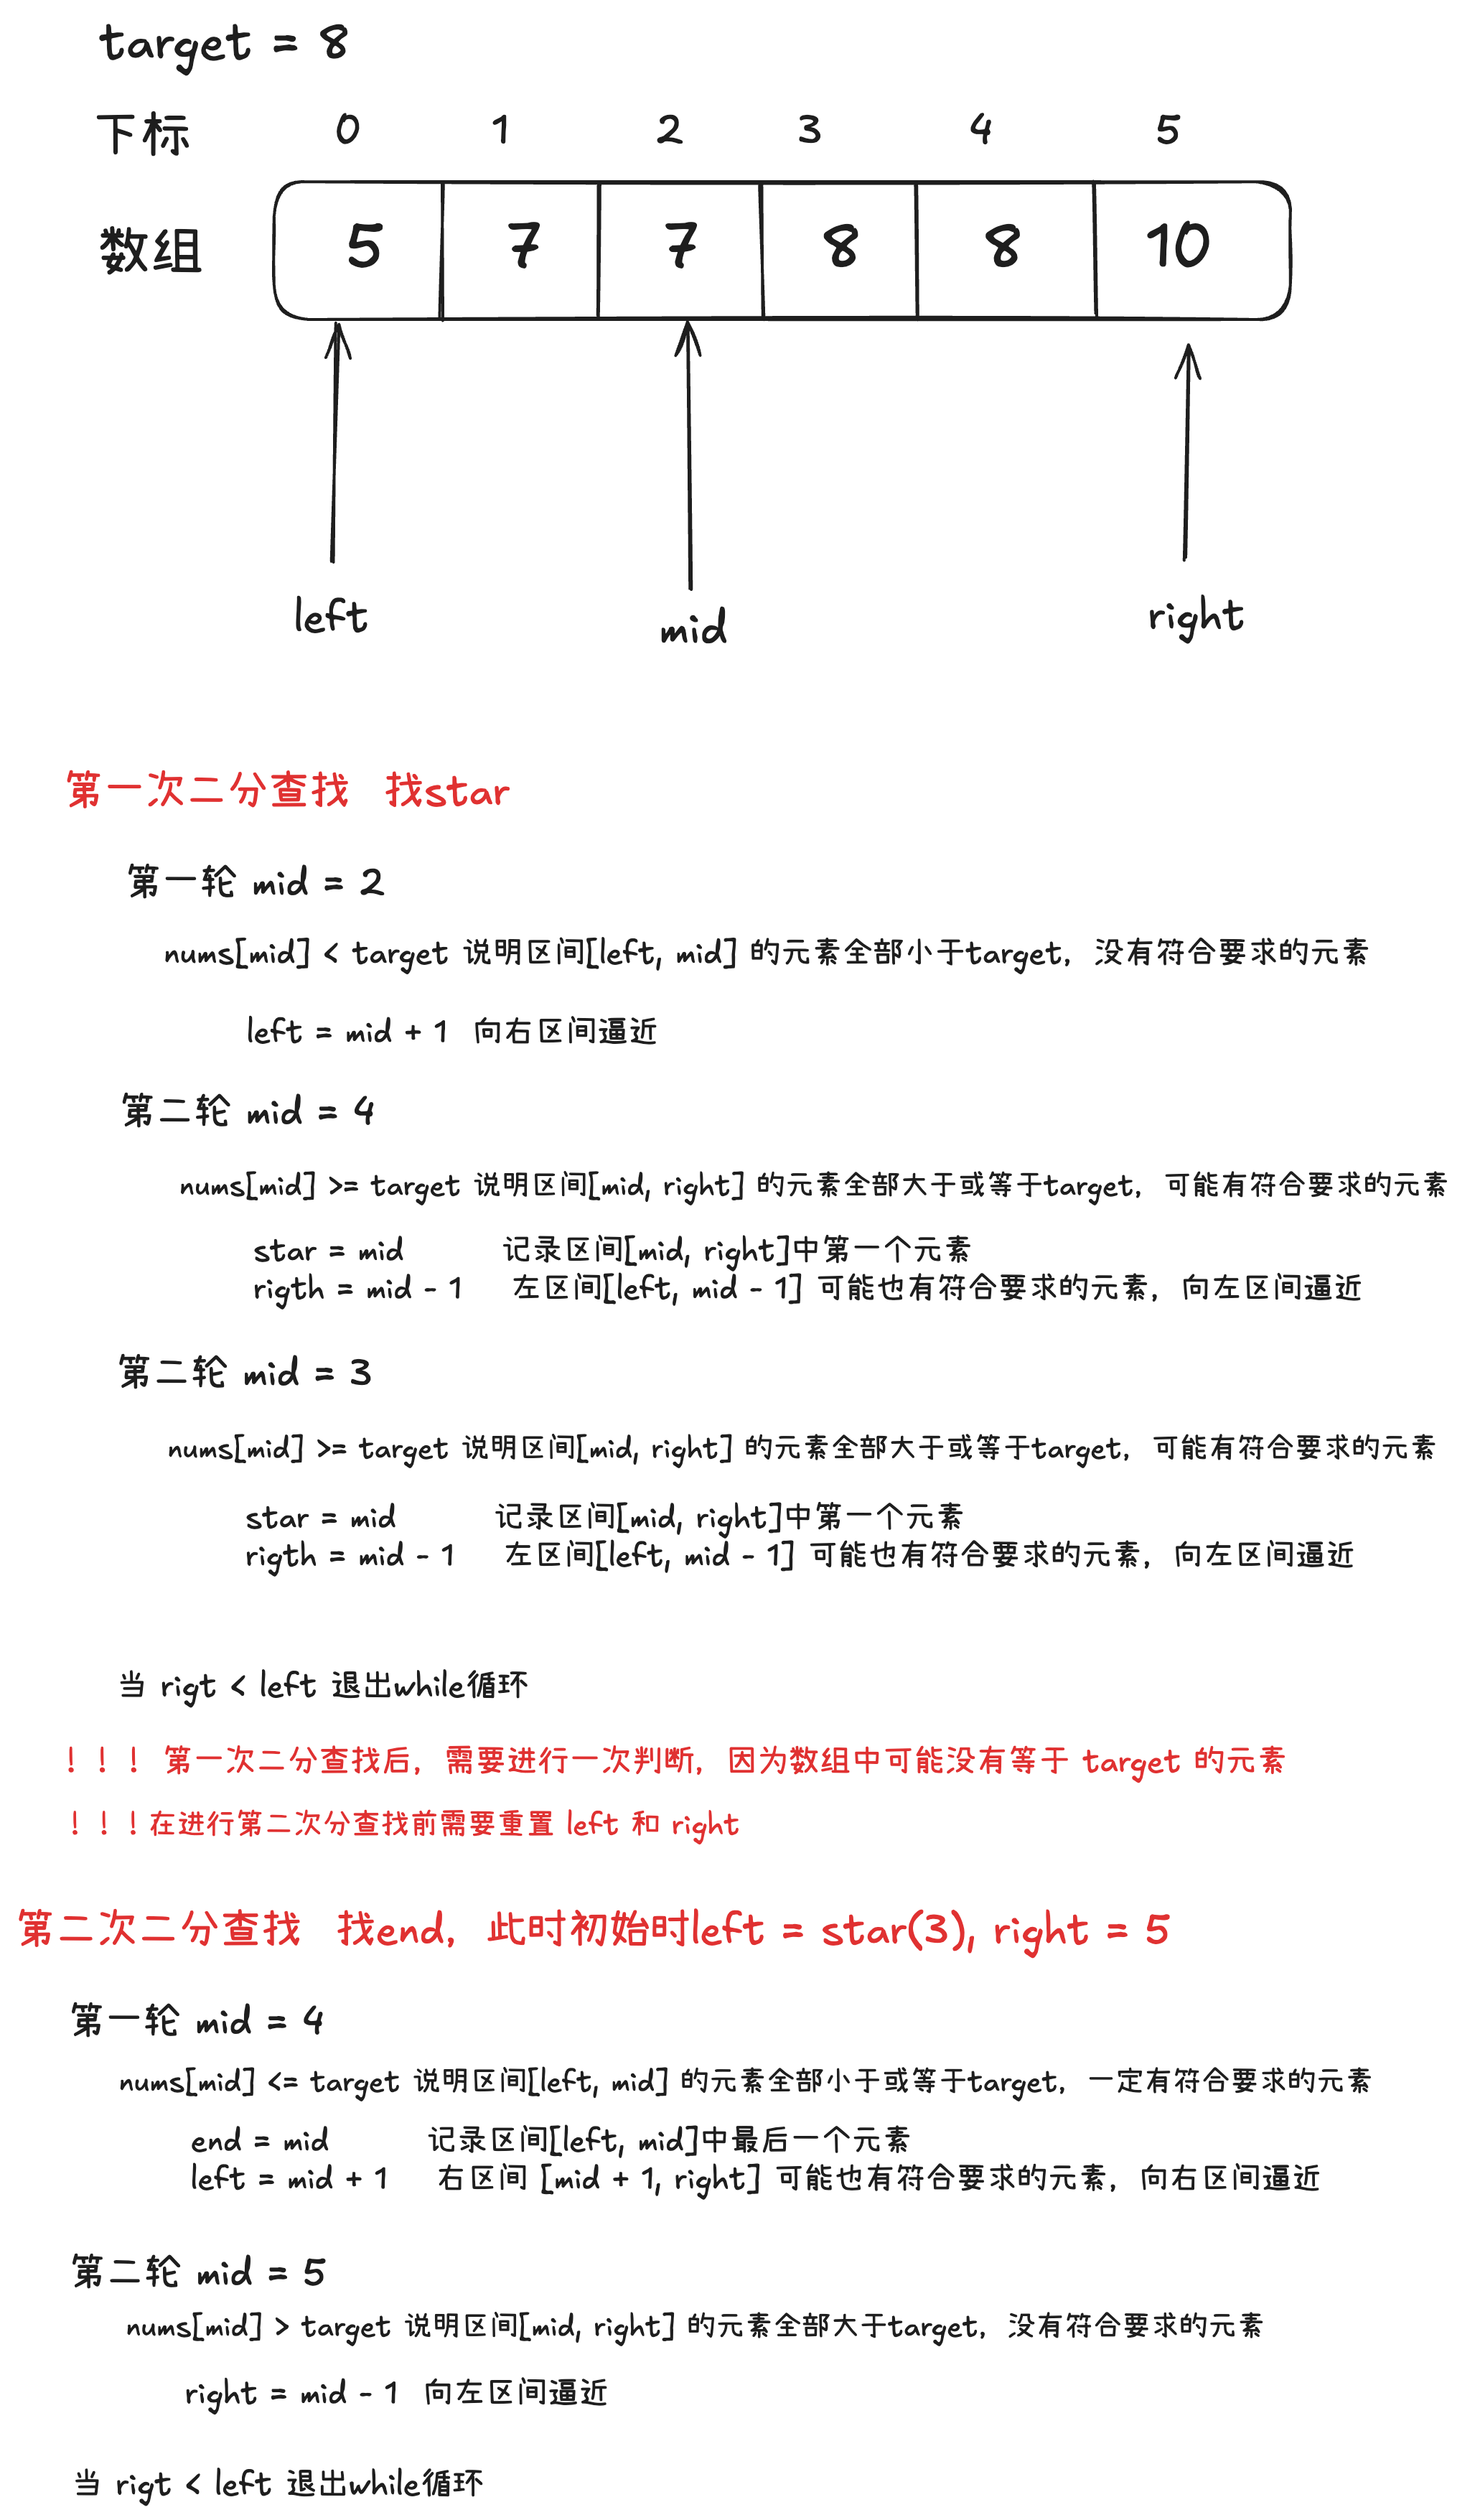 target = 8
下标 0 1 2 3 4 5
数组 5 7 7 8 8 10
left mid right
第一次二分查找 找star
第一轮 mid = 2
nums[mid] < target 说明区间[left, mid] 的元素全部小于target, 没有符合要求的元素
left = mid + 1 向右区间逼近
第二轮 mid = 4
nums[mid] >= target 说明区间[mid, right] 的元素全部大于或等于target, 可能有符合要求的元素
star = mid 记录区间[mid, right]中第一个元素
rigth = mid - 1 左区间[left, mid - 1] 可能也有符合要求的元素, 向左区间逼近
第二轮 mid = 3
nums[mid] >= target 说明区间[mid, right] 的元素全部大于或等于target, 可能有符合要求的元素
star = mid 记录区间[mid, right]中第一个元素
rigth = mid - 1 左区间[left, mid - 1] 可能也有符合要求的元素, 向左区间逼近
当 rigt < left 退出while循环
！！！ 第一次二分查找后, 需要进行一次判断, 因为数组中可能没有等于 target 的元素
！！！在进行第二次分查找前需要重置 left 和 right
第二次二分查找 找end, 此时初始时left = star(3), right = 5
第一轮 mid = 4
nums[mid] <= target 说明区间[left, mid] 的元素全部小于或等于target, 一定有符合要求的元素
end = mid 记录区间[left, mid]中最后一个元素
left = mid + 1 右区间 [mid + 1, right] 可能也有符合要求的元素, 向右区间逼近
第二轮 mid = 5
nums[mid] > target 说明区间[mid, right] 的元素全部大于target, 没有符合要求的元素
right = mid - 1 向左区间逼近
当 rigt < left 退出while循环